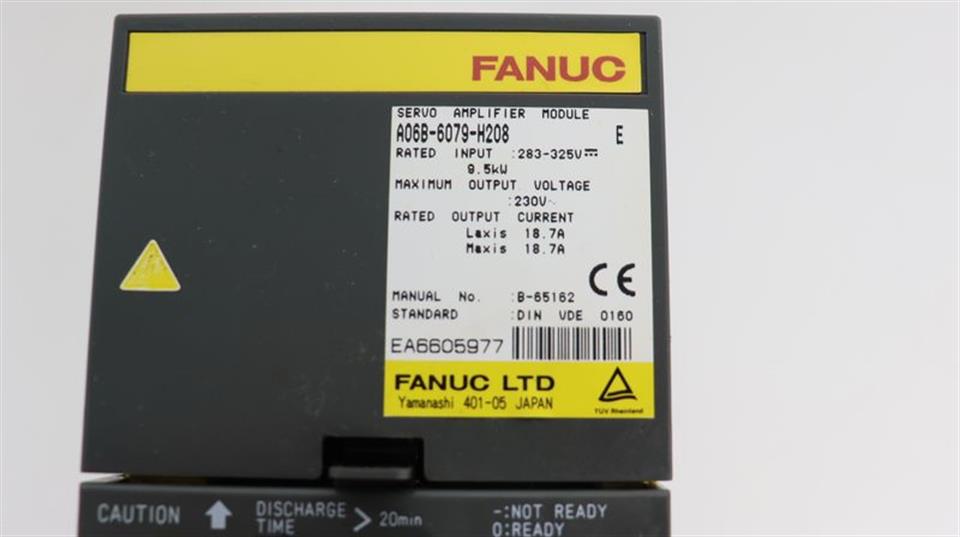 FANUC
SERVO AMPLIFIER MODULE
A06B-6079-H208 E
RATED INPUT :283-325V⎓
9.5kW
MAXIMUM OUTPUT VOLTAGE
:230V~
RATED OUTPUT CURRENT
Laxis 18.7A
Maxis 18.7A
CE
MANUAL No. :B-65162
STANDARD :DIN VDE 0160
EA6605977
FANUC LTD
Yamanashi 401-05 JAPAN
TUV Rheinland
CAUTION ↑ DISCHARGE TIME > 20min
-:NOT READY
0:READY